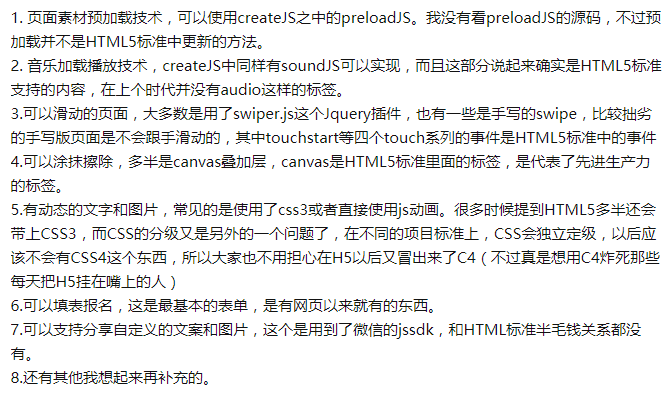 1. 页面素材预加载技术，可以使用createJS之中的preloadJS。我没有看preloadJS的源码，不过预
加载并不是HTML5标准中更新的方法。
2. 音乐加载播放技术，createJS中同样有soundJS可以实现，而且这部分说起来确实是HTML5标准
支持的内容，在上个时代并没有audio这样的标签。
3.可以滑动的页面，大多数是用了swiper.js这个Jquery插件，也有一些是手写的swipe，比较拙劣
的手写版页面是不会跟手滑动的，其中touchstart等四个touch系列的事件是HTML5标准中的事件
4.可以涂抹擦除，多半是canvas叠加层，canvas是HTML5标准里面的标签，是代表了先进生产力
的标签。
5.有动态的文字和图片，常见的是使用了css3或者直接使用js动画。很多时候提到HTML5多半还会
带上CSS3，而CSS的分级又是另外的一个问题了，在不同的项目标准上，CSS会独立定级，以后应
该不会有CSS4这个东西，所以大家也不用担心在H5以后又冒出来了C4（不过真是想用C4炸死那些
每天把H5挂在嘴上的人）
6.可以填表报名，这是最基本的表单，是有网页以来就有的东西。
7.可以支持分享自定义的文案和图片，这个是用到了微信的jssdk，和HTML标准半毛钱关系都没
有。
8.还有其他我想起来再补充的。